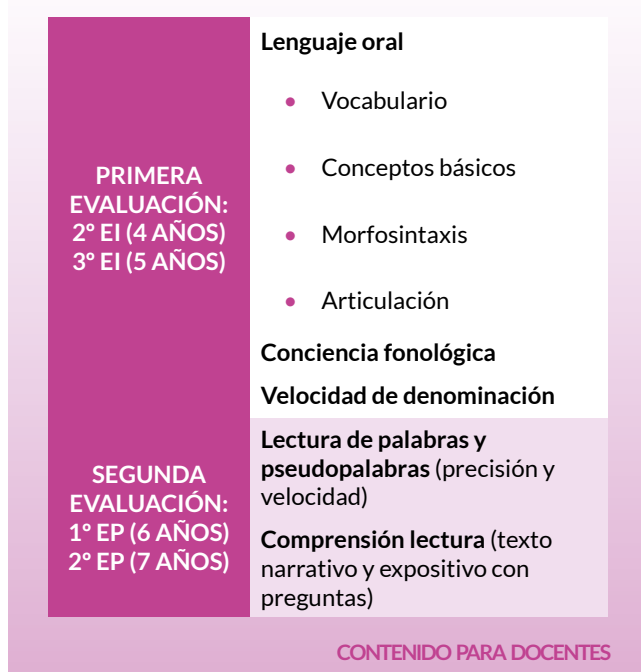 PRIMERA
EVALUACIÓN:
2º EI (4 AÑOS)
3º EI (5 AÑOS)
Lenguaje oral
• Vocabulario
• Conceptos básicos
• Morfosintaxis
• Articulación
Conciencia fonológica
Velocidad de denominación
SEGUNDA
EVALUACIÓN:
1º EP (6 AÑOS)
2º EP (7 AÑOS)
Lectura de palabras y
pseudopalabras (precisión y
velocidad)
Comprensión lectura (texto
narrativo y expositivo con
preguntas)
CONTENIDO PARA DOCENTES